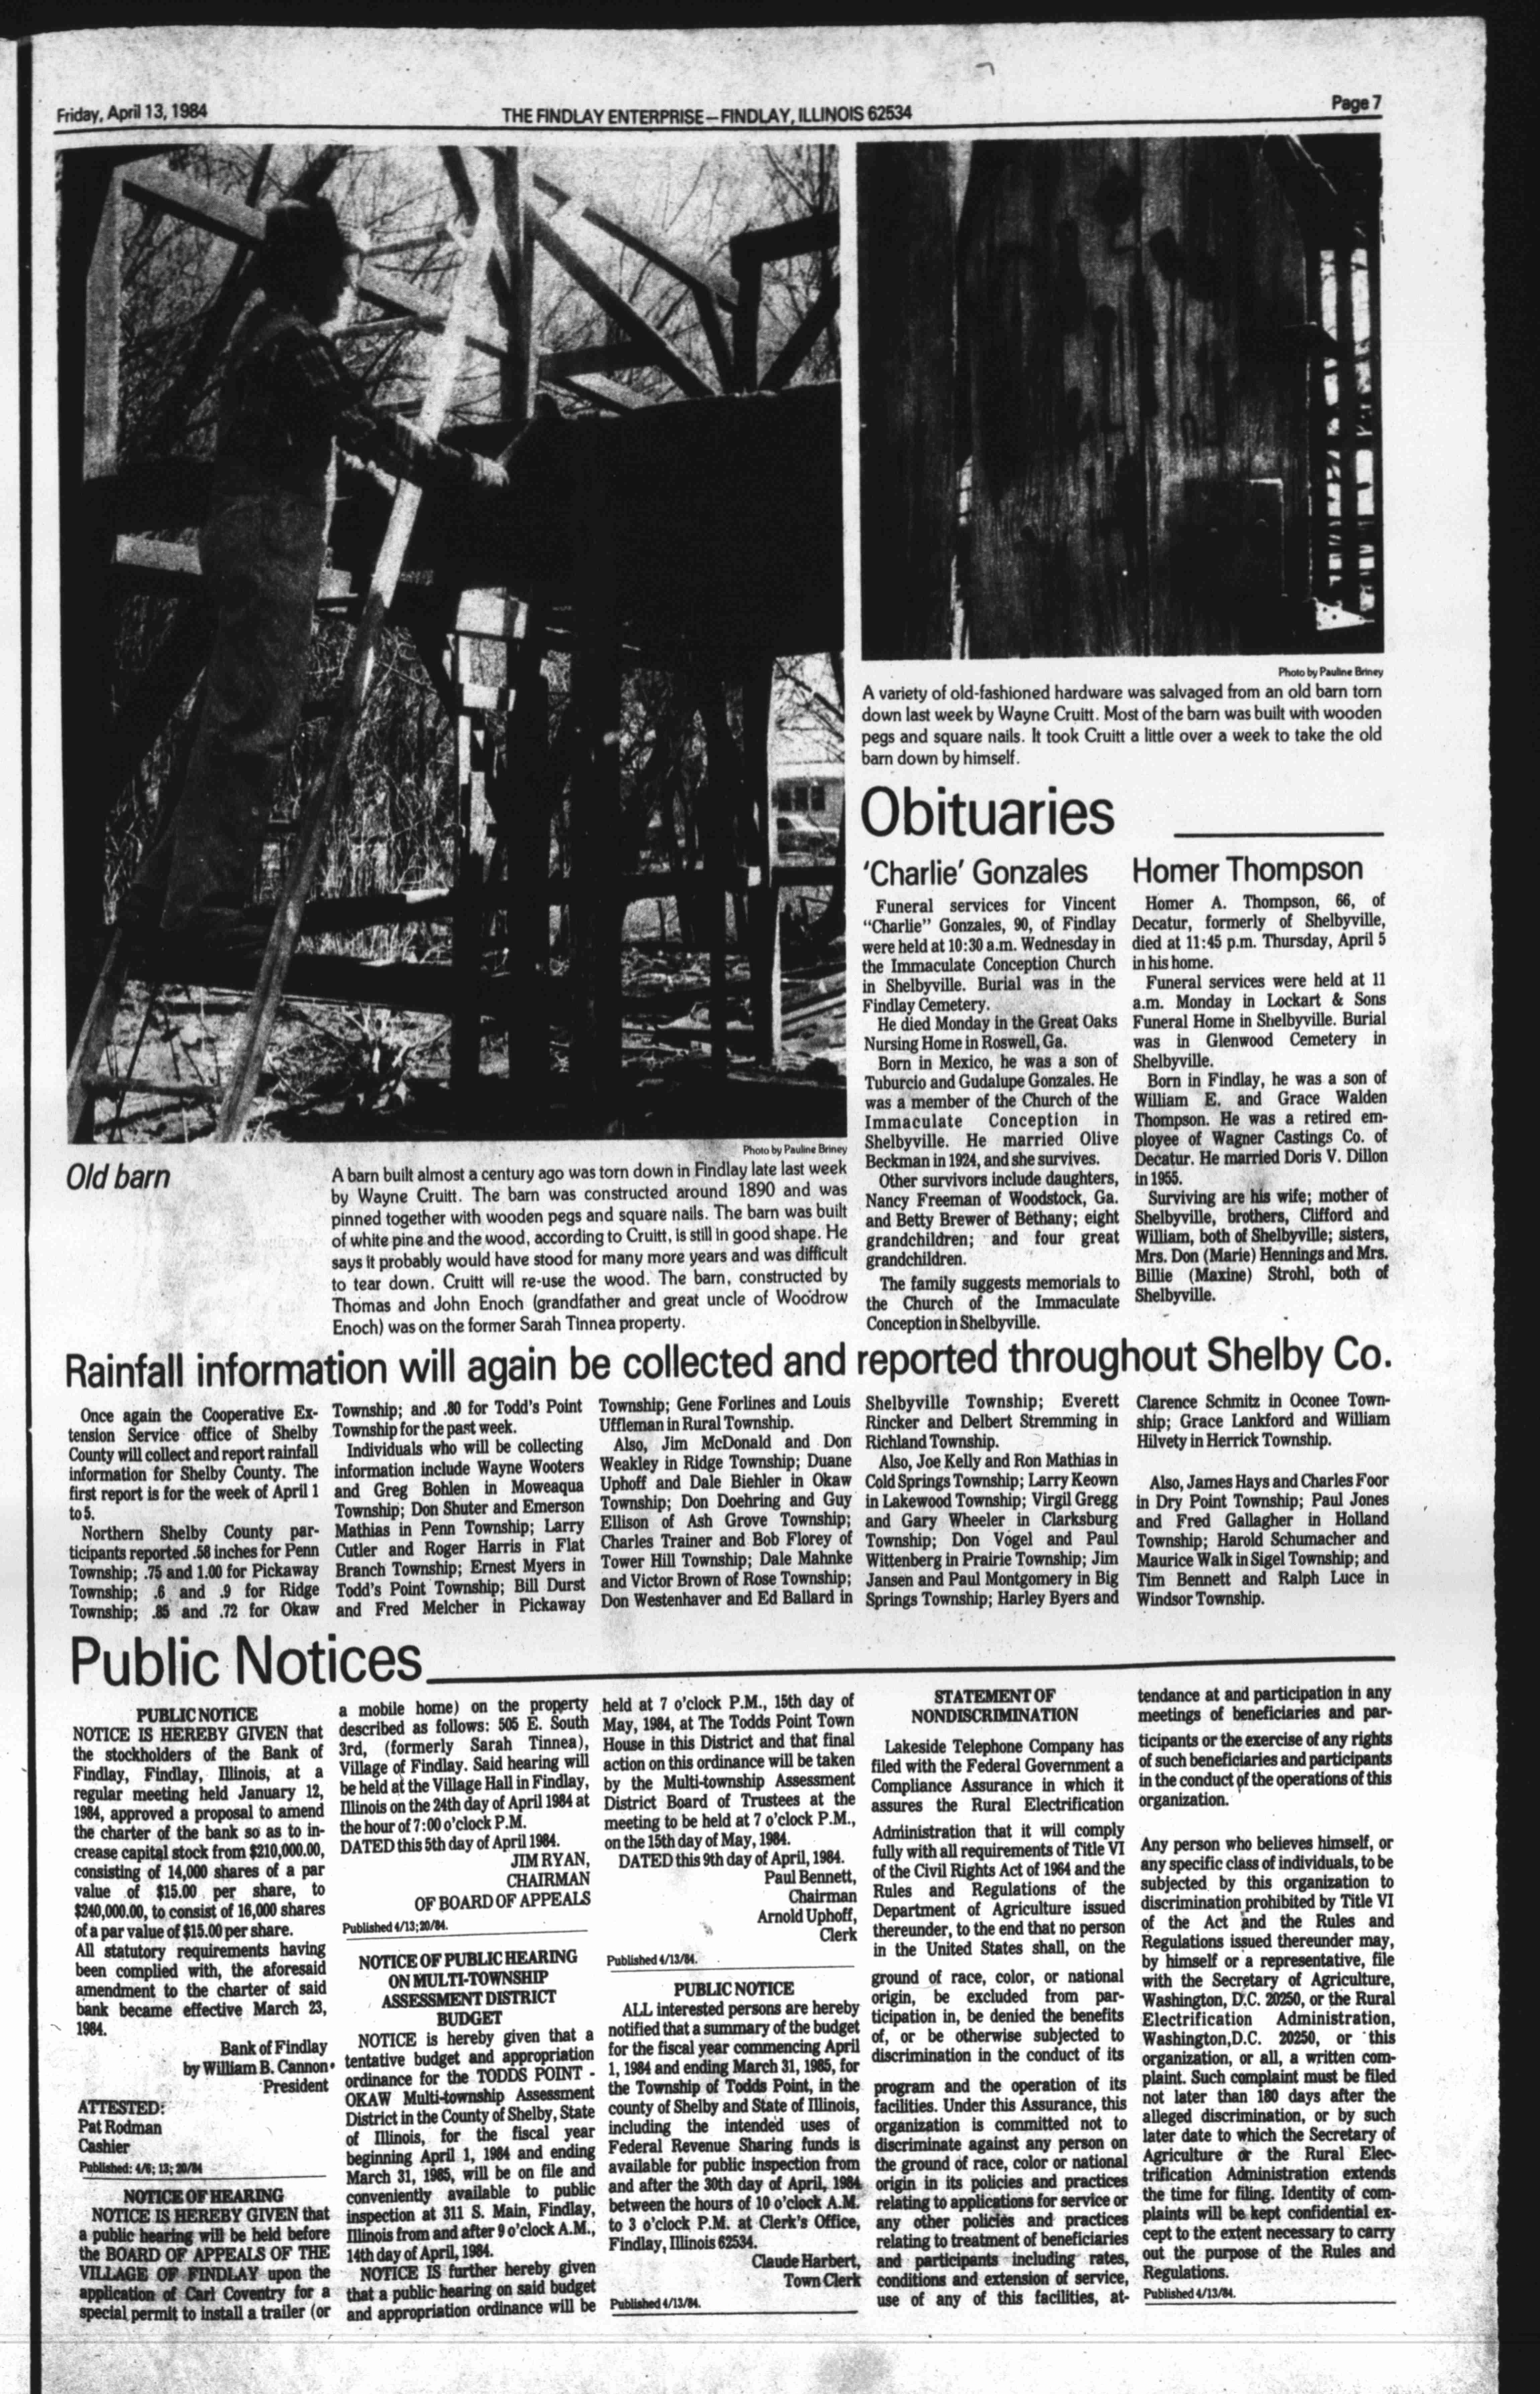 Friday, April 13, 1984
THE FINDLAY ENTERPRISE—FINDLAY, ILLINOIS 62534
Page 7
Photo by Pauline Briney
A variety of old-fashioned hardware was salvaged from an old barn torn
down last week by Wayne Cruitt. Most of the barn was built with wooden
pegs and square nails. It took Cruitt a little over a week to take the old
barn down by himself.
Photo by Pauline Briney
Old barn
A barn built almost a century ago was torn down in Findlay late last week
by Wayne Cruitt. The barn was constructed around 1890 and was
pinned together with wooden pegs and square nails. The barn was built
of white pine and the wood, according to Cruitt, is still in good shape. He
says it probably would have stood for many more years and was difficult
to tear down. Cruitt will re-use the wood. The barn, constructed by
Thomas and John Enoch (grandfather and great uncle of Woodrow
Enoch) was on the former Sarah Tinnea property.
Obituaries
'Charlie' Gonzales
Funeral services for Vincent
"Charlie" Gonzales, 90, of Findlay
were held at 10:30 a.m. Wednesday in
the Immaculate Conception Church
in Shelbyville. Burial was in the
Findlay Cemetery.
He died Monday in the Great Oaks
Nursing Home in Roswell, Ga.
Born in Mexico, he was a son of
Tuburcio and Gudalupe Gonzales. He
was a member of the Church of the
Immaculate Conception in
Shelbyville. He married Olive
Beckman in 1924, and she survives.
Other survivors include daughters,
Nancy Freeman of Woodstock, Ga.
and Betty Brewer of Bethany; eight
grandchildren; and four great
grandchildren.
The family suggests memorials to
the Church of the Immaculate
Conception in Shelbyville.
Homer Thompson
Homer A. Thompson, 66, of
Decatur, formerly of Shelbyville,
died at 11:45 p.m. Thursday, April 5
in his home.
Funeral services were held at 11
a.m. Monday in Lockart & Sons
Funeral Home in Shelbyville. Burial
was in Glenwood Cemetery in
Shelbyville.
Born in Findlay, he was a son of
William E. and Grace Walden
Thompson. He was a retired em-
ployee of Wagner Castings Co. of
Decatur. He married Doris V. Dillon
in 1955.
Surviving are his wife; mother of
Shelbyville, brothers, Clifford and
William, both of Shelbyville; sisters,
Mrs. Don (Marie) Hennings and Mrs.
Billie (Maxine) Strohl, both of
Shelbyville.
Rainfall information will again be collected and reported throughout Shelby Co.
Once again the Cooperative Ex-
tension Service office of Shelby
County will collect and report rainfall
information for Shelby County. The
first report is for the week of April 1
to 5.
Northern Shelby County par-
ticipants reported .58 inches for Penn
Township; .75 and 1.00 for Pickaway
Township; .6 and .9 for Ridge
Township; .85 and .72 for Okaw
Township; and .80 for Todd's Point
Township for the past week.
Individuals who will be collecting
information include Wayne Wooters
and Greg Bohlen in Moweaqua
Township; Don Shuter and Emerson
Mathias in Penn Township; Larry
Cutler and Roger Harris in Flat
Branch Township; Ernest Myers in
Todd's Point Township; Bill Durst
and Fred Melcher in Pickaway
Township; Gene Forlines and Louis
Uffleman in Rural Township.
Also, Jim McDonald and Don
Weakley in Ridge Township; Duane
Uphoff and Dale Biehler in Okaw
Township; Don Doehring and Guy
Ellison of Ash Grove Township;
Charles Trainer and Bob Florey of
Tower Hill Township; Dale Mahnke
and Victor Brown of Rose Township;
Don Westenhaver and Ed Ballard in
Shelbyville Township; Everett
Rincker and Delbert Stremming in
Richland Township.
Also, Joe Kelly and Ron Mathias in
Cold Springs Township; Larry Keown
in Lakewood Township; Virgil Gregg
and Gary Wheeler in Clarksburg
Township; Don Vogel and Paul
Wittenberg in Prairie Township; Jim
Jansen and Paul Montgomery in Big
Springs Township; Harley Byers and
Clarence Schmitz in Oconee Town-
ship; Grace Lankford and William
Hilvety in Herrick Township.
Also, James Hays and Charles Foor
in Dry Point Township; Paul Jones
and Fred Gallagher in Holland
Township; Harold Schumacher and
Maurice Walk in Sigel Township; and
Tim Bennett and Ralph Luce in
Windsor Township.
Public Notices
PUBLIC NOTICE
NOTICE IS HEREBY GIVEN that
the stockholders of the Bank of
Findlay, Findlay, Illinois, at a
regular meeting held January 12,
1984, approved a proposal to amend
the charter of the bank so as to in-
crease capital stock from $210,000.00,
consisting of 14,000 shares of a par
value of $15.00 per share, to
$240,000.00, to consist of 16,000 shares
of a par value of $15.00 per share.
All statutory requirements having
been complied with, the aforesaid
amendment to the charter of said
bank became effective March 23,
1984.
Bank of Findlay
by William B. Cannon
President
ATTESTED:
Pat Rodman
Cashier
Published: 4/6; 13; 20/84
NOTICE OF HEARING
NOTICE IS HEREBY GIVEN that
a public hearing will be held before
the BOARD OF APPEALS OF THE
VILLAGE OF FINDLAY upon the
application of Carl Coventry for a
special permit to install a trailer (or
a mobile home) on the property
described as follows: 505 E. South
3rd, (formerly Sarah Tinnea),
Village of Findlay. Said hearing will
be held at the Village Hall in Findlay,
Illinois on the 24th day of April 1984 at
the hour of 7:00 o'clock P.M.
DATED this 5th day of April 1984.
JIM RYAN,
CHAIRMAN
OF BOARD OF APPEALS
Published 4/13;20/84.
NOTICE OF PUBLIC HEARING
ON MULTI-TOWNSHIP
ASSESSMENT DISTRICT
BUDGET
NOTICE is hereby given that a
tentative budget and appropriation
ordinance for the TODDS POINT -
OKAW Multi-township Assessment
District in the County of Shelby, State
of Illinois, for the fiscal year
beginning April 1, 1984 and ending
March 31, 1985, will be on file and
conveniently available to public
inspection at 311 S. Main, Findlay,
Illinois from and after 9 o'clock A.M.,
14th day of April, 1984.
NOTICE IS further hereby given
that a public hearing on said budget
and appropriation ordinance will be
held at 7 o'clock P.M., 15th day of
May, 1984, at The Todds Point Town
House in this District and that final
action on this ordinance will be taken
by the Multi-township Assessment
District Board of Trustees at the
meeting to be held at 7 o'clock P.M.,
on the 15th day of May, 1984.
DATED this 9th day of April, 1984.
Paul Bennett,
Chairman
Arnold Uphoff,
Clerk
Published 4/13/84.
PUBLIC NOTICE
ALL interested persons are hereby
notified that a summary of the budget
for the fiscal year commencing April
1, 1984 and ending March 31, 1985, for
the Township of Todds Point, in the
county of Shelby and State of Illinois,
including the intended uses of
Federal Revenue Sharing funds is
available for public inspection from
and after the 30th day of April, 1984
between the hours of 10 o'clock A.M.
to 3 o'clock P.M. at Clerk's Office,
Findlay, Illinois 62534.
Claude Harbert,
Town Clerk
Published 4/13/84.
STATEMENT OF
NONDISCRIMINATION
Lakeside Telephone Company has
filed with the Federal Government a
Compliance Assurance in which it
assures the Rural Electrification
Administration that it will comply
fully with all requirements of Title VI
of the Civil Rights Act of 1964 and the
Rules and Regulations of the
Department of Agriculture issued
thereunder, to the end that no person
in the United States shall, on the
ground of race, color, or national
origin, be excluded from par-
ticipation in, be denied the benefits
of, or be otherwise subjected to
discrimination in the conduct of its
program and the operation of its
facilities. Under this Assurance, this
organization is committed not to
discriminate against any person on
the ground of race, color or national
origin in its policies and practices
relating to applications for service or
any other policies and practices
relating to treatment of beneficiaries
and participants including rates,
conditions and extension of service,
use of any of this facilities, at-
tendance at and participation in any
meetings of beneficiaries and par-
ticipants or the exercise of any rights
of such beneficiaries and participants
in the conduct of the operations of this
organization.
Any person who believes himself, or
any specific class of individuals, to be
subjected by this organization to
discrimination prohibited by Title VI
of the Act and the Rules and
Regulations issued thereunder may,
by himself or a representative, file
with the Secretary of Agriculture,
Washington, D.C. 20250, or the Rural
Electrification Administration,
Washington,D.C. 20250, or this
organization, or all, a written com-
plaint. Such complaint must be filed
not later than 180 days after the
alleged discrimination, or by such
later date to which the Secretary of
Agriculture or the Rural Elec-
trification Administration extends
the time for filing. Identity of com-
plaints will be kept confidential ex-
cept to the extent necessary to carry
out the purpose of the Rules and
Regulations.
Published 4/13/84.